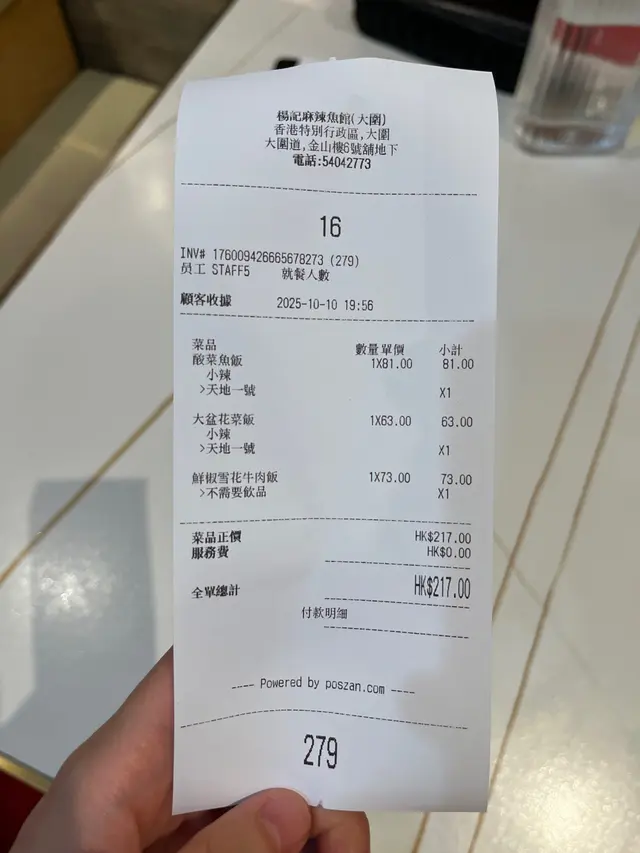 楊記麻辣魚館(大圍)
香港特別行政區,大圍
大圍道,金山樓6號舖地下
電話:54042773
16
INV# 176009426665678273 (279)
员工 STAFF5 就餐人數
顧客收據 2025-10-10 19:56
菜品 數量單價 小計
酸菜魚飯 1X81.00 81.00
小辣
>天地一號 X1
大盆花菜飯 1X63.00 63.00
小辣
>天地一號 X1
鮮椒雪花牛肉飯 1X73.00 73.00
>不需要飲品 X1
菜品正價 HK$217.00
服務費 HK$0.00
全單總計 HK$217.00
付款明細
---- Powered by poszan.com ----
279